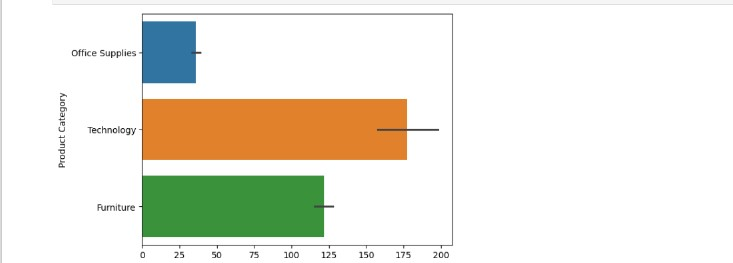 Office Supplies
Product Category
Technology
Furniture
0 25 50 75 100 125 150 175 200